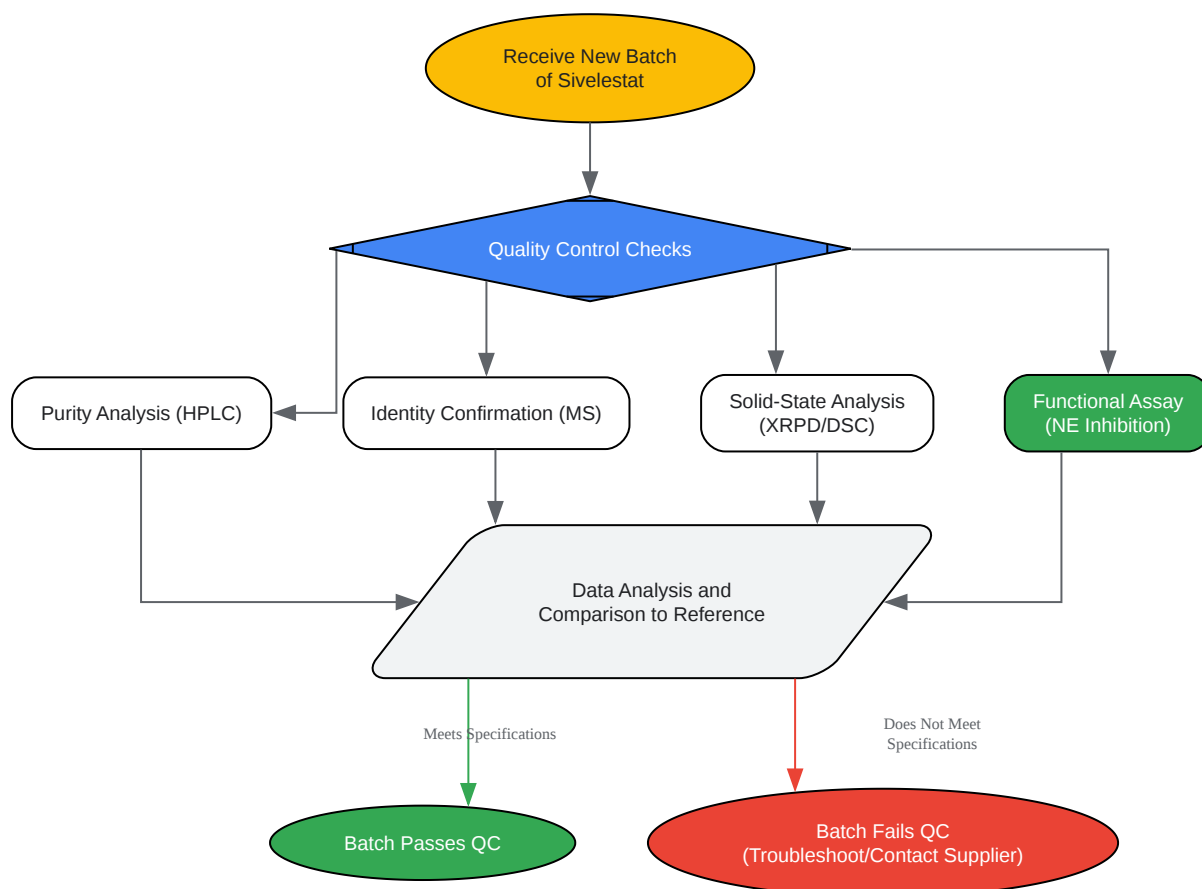 Receive New Batch
of Sivelestat
Quality Control Checks
Purity Analysis (HPLC)
Identity Confirmation (MS)
Solid-State Analysis
(XRPD/DSC)
Functional Assay
(NE Inhibition)
Data Analysis and
Comparison to Reference
Meets Specifications
Does Not Meet
Specifications
Batch Passes QC
Batch Fails QC
(Troubleshoot/Contact Supplier)